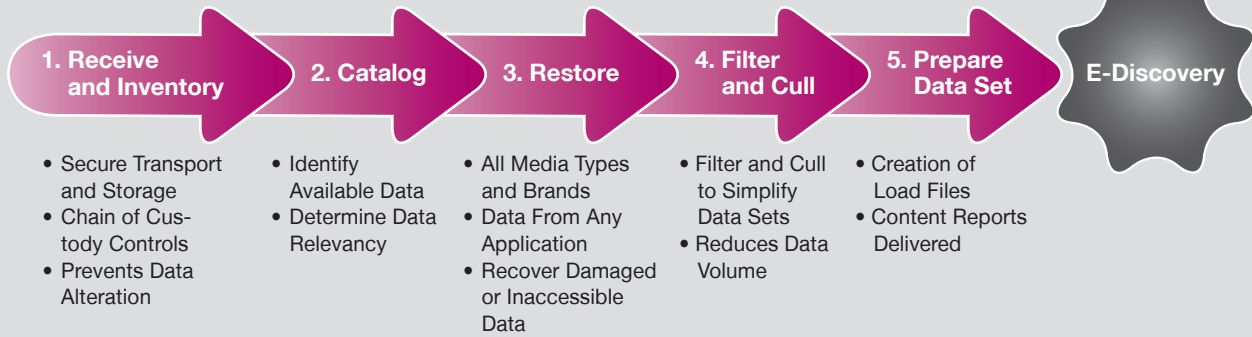 1. Receive
and Inventory
2. Catalog
3. Restore
4. Filter
and Cull
5. Prepare
Data Set
E-Discovery
• Secure Transport
and Storage
• Chain of Cus-
tody Controls
• Prevents Data
Alteration
• Identify
Available Data
• Determine Data
Relevancy
• All Media Types
and Brands
• Data From Any
Application
• Recover Damaged
or Inaccessible
Data
• Filter and Cull
to Simplify
Data Sets
• Reduces Data
Volume
• Creation of
Load Files
• Content Reports
Delivered